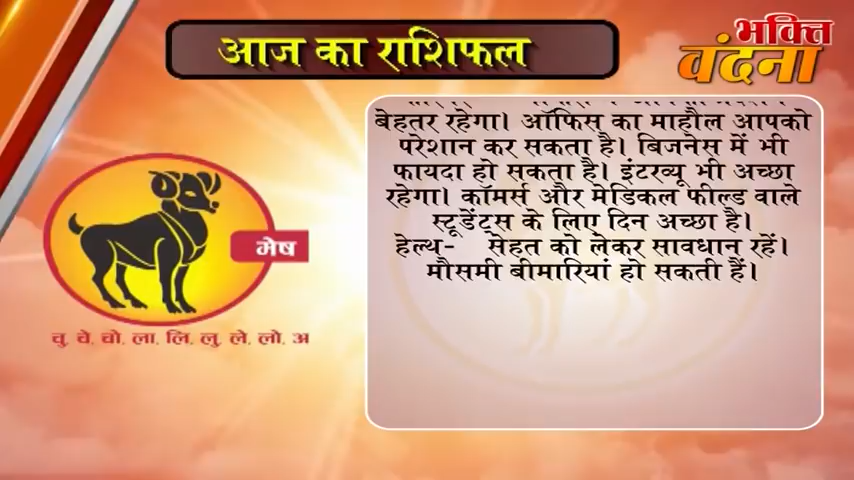 आज का राशिफल
भक्ति
वंदना
बेहतर रहेगा। ऑफिस का माहौल आपको
परेशान कर सकता है। बिजनेस में भी
फायदा हो सकता है। इंटरव्यू भी अच्छा
रहेगा। कॉमर्स और मेडिकल फील्ड वाले
स्टूडेंट्स के लिए दिन अच्छा है।
हेल्थ- सेहत को लेकर सावधान रहें।
मौसमी बीमारियां हो सकती हैं।
मेष
चु, चे, चो, ला, लि, लु, ले, लो, अ